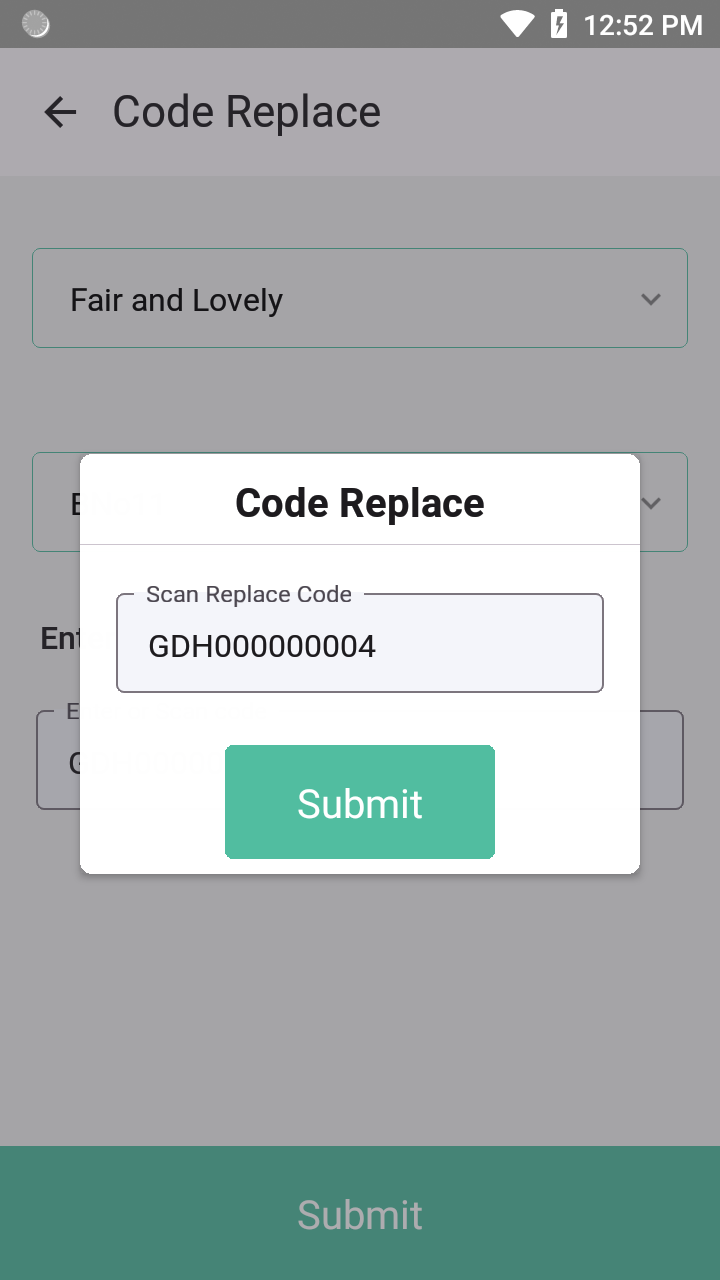 12:52 PM
Code Replace
Fair and Lovely
Code Replace
Scan Replace Code
GDH000000004
Submit
Submit